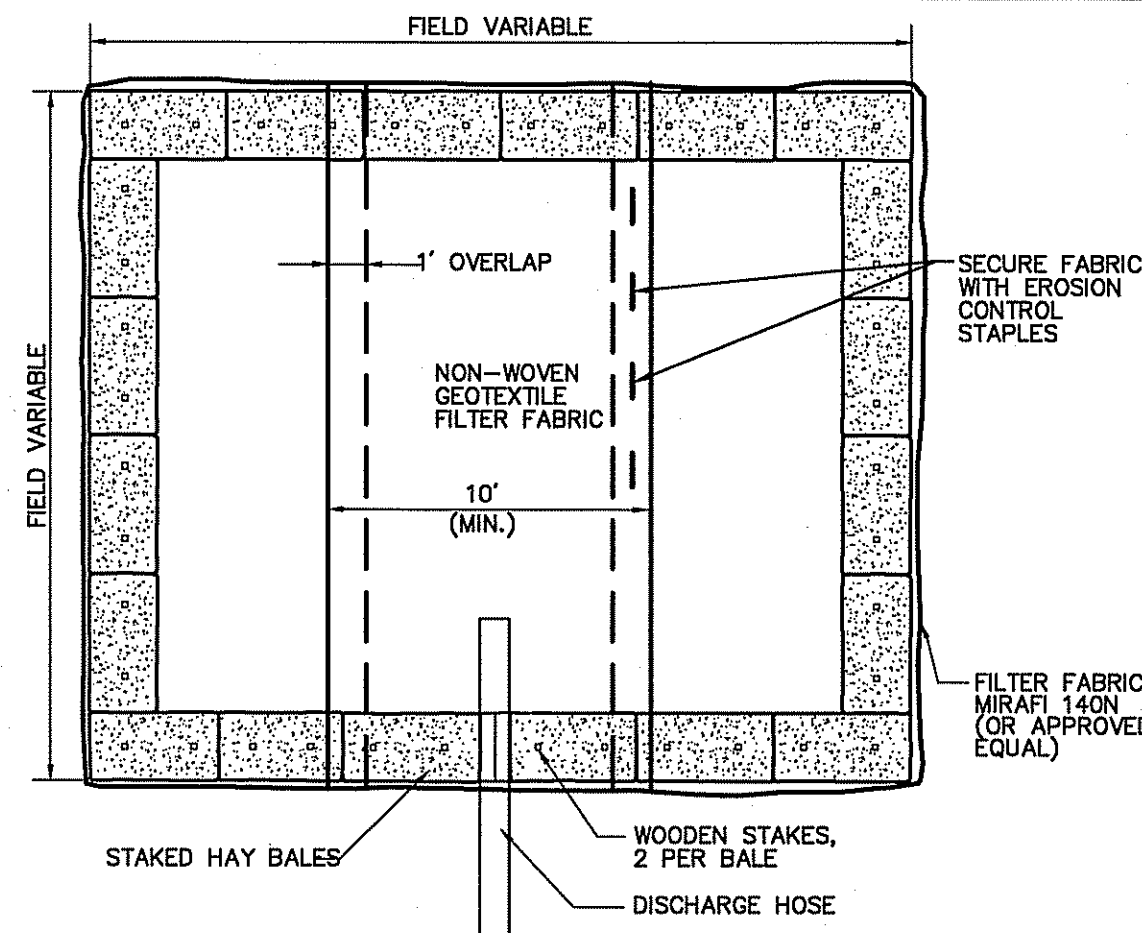 FIELD VARIABLE
1' OVERLAP
SECURE FABRIC
WITH EROSION
CONTROL
STAPLES
FIELD VARIABLE
NON-WOVEN
GEOTEXTILE
FILTER FABRIC
10'
(MIN.)
FILTER FABRIC
MIRAFI 140N
(OR APPROVED
EQUAL)
STAKED HAY BALES
WOODEN STAKES,
2 PER BALE
DISCHARGE HOSE